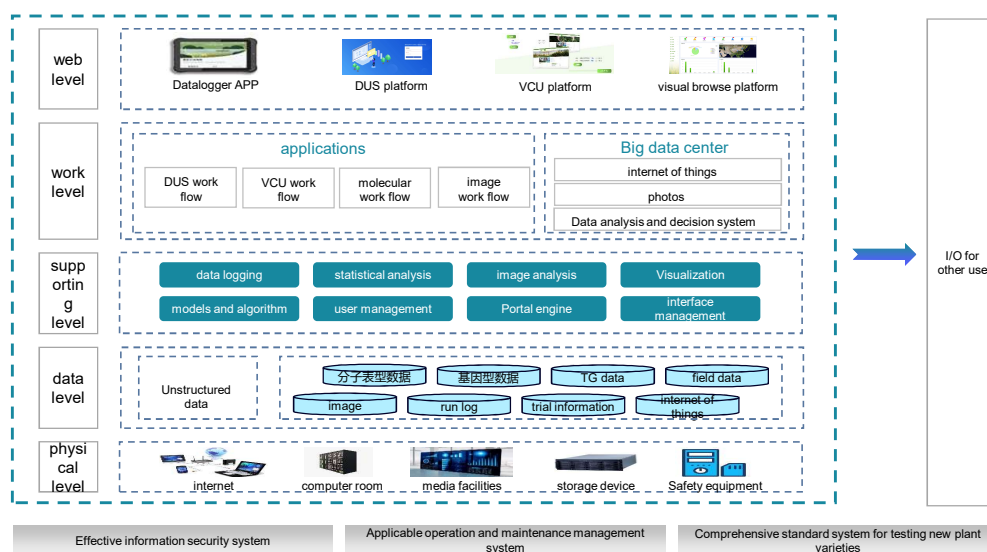 web
level
Datalogger APP
DUS platform
VCU platform
visual browse platform
work
level
applications
DUS work
flow
VCU work
flow
molecular
work flow
image
work flow
Big data center
internet of things
photos
Data analysis and decision system
supp
ortin
g
level
data logging
statistical analysis
image analysis
Visualization
models and algorithm
user management
Portal engine
interface
management
data
level
Unstructured
data
分子表型数据
基因型数据
TG data
field data
image
run log
trial information
internet of
things
physi
cal
level
internet
computer room
media facilities
storage device
Safety equipment
I/O for
other use
Effective information security system
Applicable operation and maintenance management
system
Comprehensive standard system for testing new plant
varieties